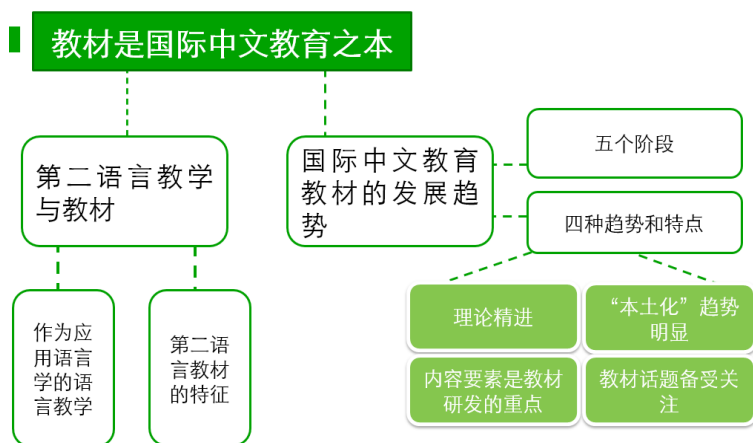 教材是国际中文教育之本
第二语言教学
与教材
国际中文教育
教材的发展趋
势
五个阶段
四种趋势和特点
作为应
用语言
学的语
言教学
第二语
言教材
的特征
理论精进
“本土化”趋势
明显
内容要素是教材
研发的重点
教材话题备受关
注